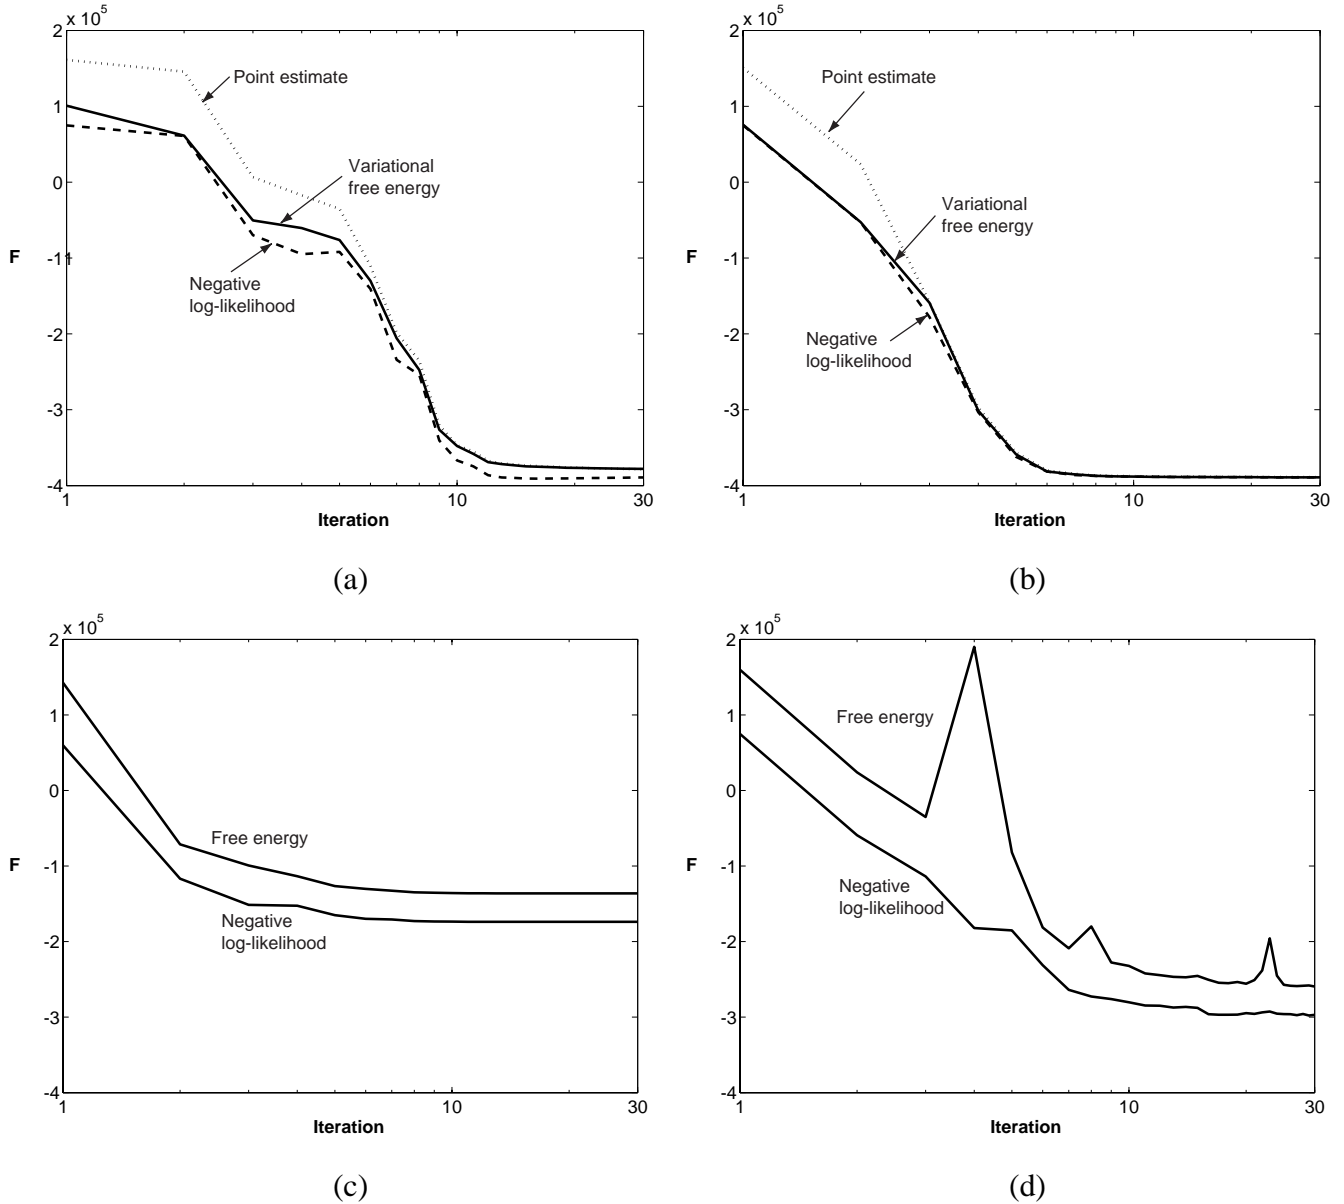 x 10^5
2
1
0
-1
-2
-3
-4
F
Point estimate
Variational
free energy
Negative
log-likelihood
1
10
30
Iteration
(a)
x 10^5
2
1
0
-1
-2
-3
-4
F
Point estimate
Variational
free energy
Negative
log-likelihood
1
10
30
Iteration
(b)
x 10^5
2
1
0
-1
-2
-3
-4
F
Free energy
Negative
log-likelihood
1
10
30
Iteration
(c)
x 10^5
2
1
0
-1
-2
-3
-4
F
Free energy
Negative
log-likelihood
1
10
30
Iteration
(d)